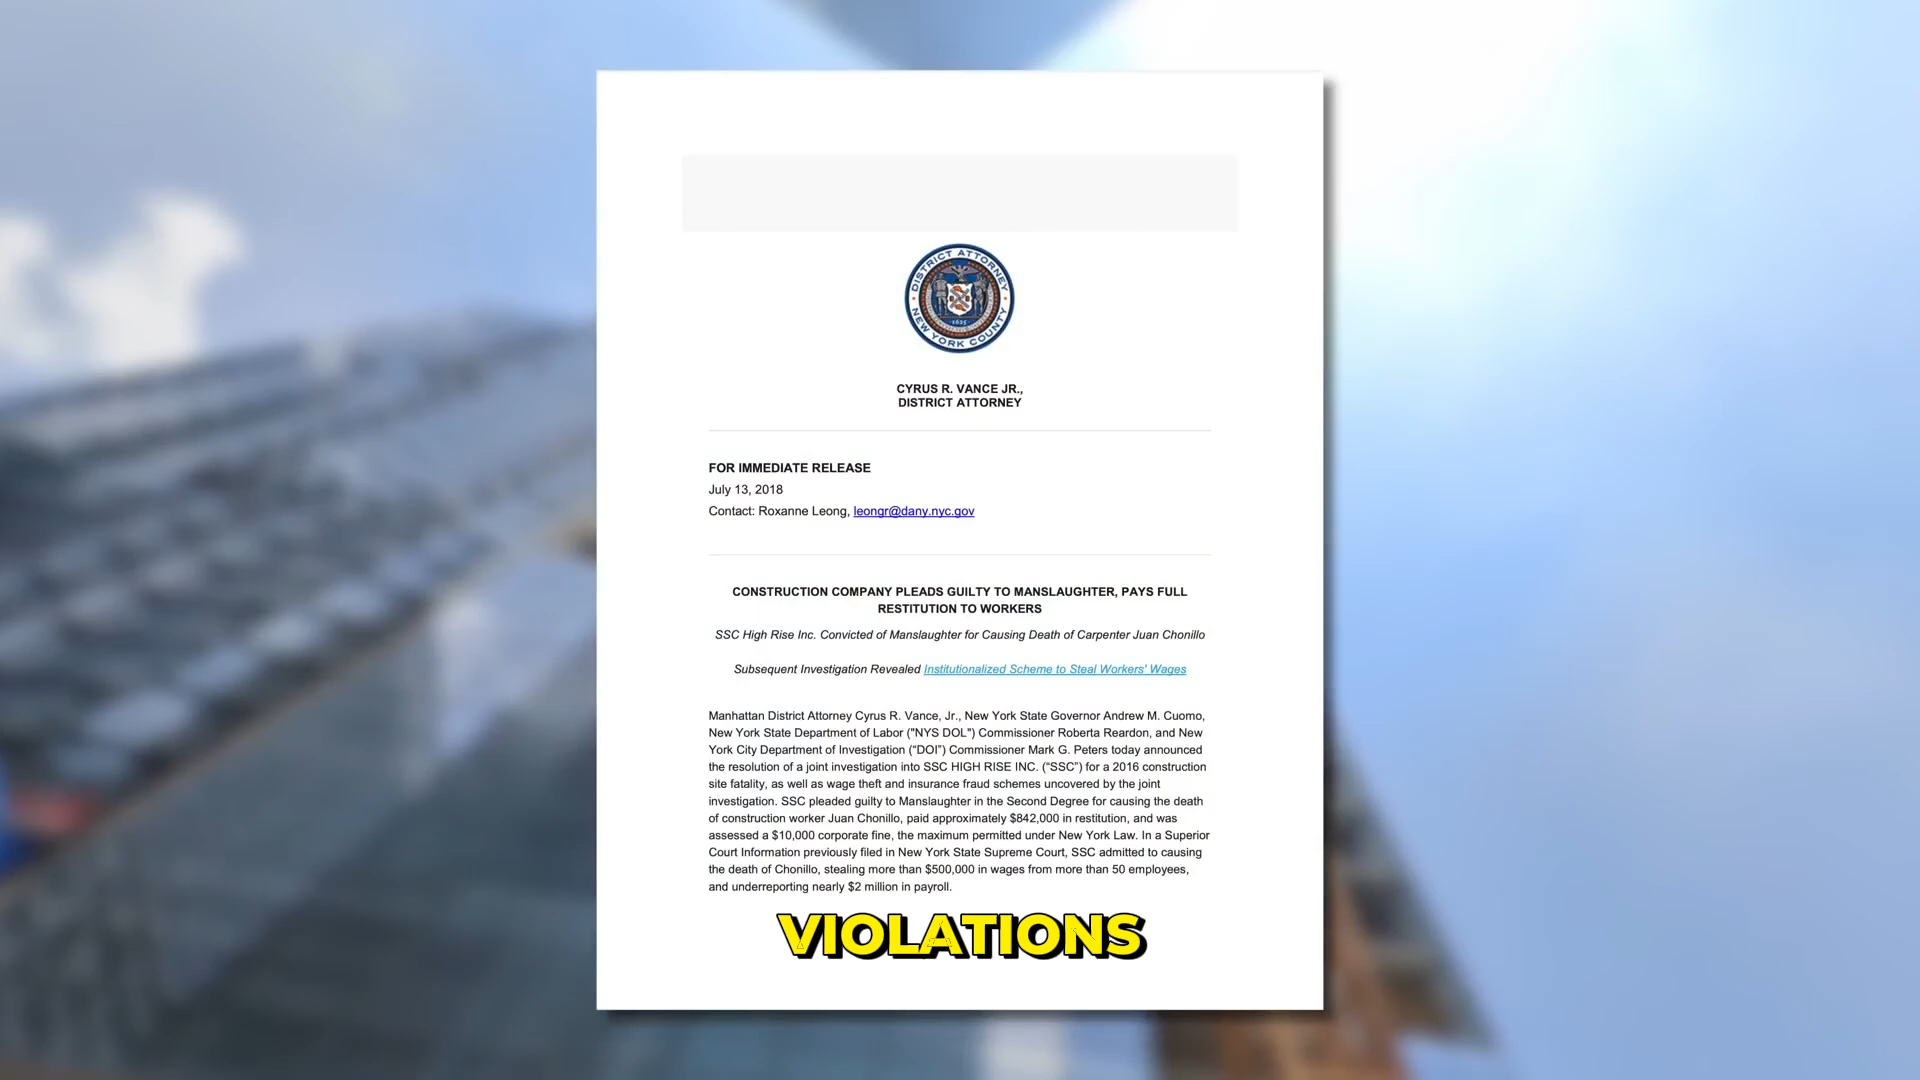 DISTRICT ATTORNEY
NEW YORK COUNTY
1625
CYRUS R. VANCE JR.,
DISTRICT ATTORNEY
FOR IMMEDIATE RELEASE
July 13, 2018
Contact: Roxanne Leong, leongr@dany.nyc.gov
CONSTRUCTION COMPANY PLEADS GUILTY TO MANSLAUGHTER, PAYS FULL
RESTITUTION TO WORKERS
SSC High Rise Inc. Convicted of Manslaughter for Causing Death of Carpenter Juan Chonillo
Subsequent Investigation Revealed Institutionalized Scheme to Steal Workers' Wages
Manhattan District Attorney Cyrus R. Vance, Jr., New York State Governor Andrew M. Cuomo,
New York State Department of Labor ("NYS DOL") Commissioner Roberta Reardon, and New
York City Department of Investigation (“DOI”) Commissioner Mark G. Peters today announced
the resolution of a joint investigation into SSC HIGH RISE INC. (“SSC”) for a 2016 construction
site fatality, as well as wage theft and insurance fraud schemes uncovered by the joint
investigation. SSC pleaded guilty to Manslaughter in the Second Degree for causing the death
of construction worker Juan Chonillo, paid approximately $842,000 in restitution, and was
assessed a $10,000 corporate fine, the maximum permitted under New York Law. In a Superior
Court Information previously filed in New York State Supreme Court, SSC admitted to causing
the death of Chonillo, stealing more than $500,000 in wages from more than 50 employees,
and underreporting nearly $2 million in payroll.
VIOLATIONS